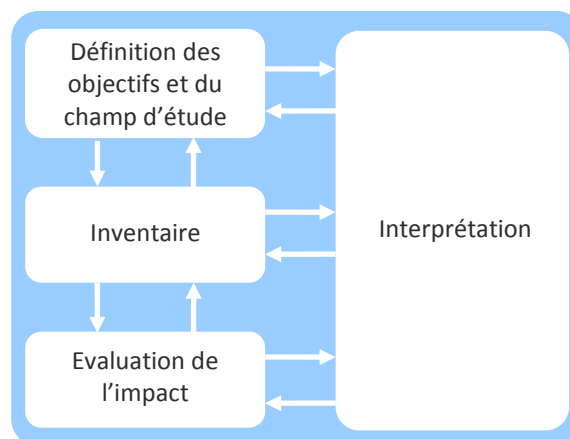 Définition des
objectifs et du
champ d’étude
Inventaire
Evaluation de
l’impact
Interprétation